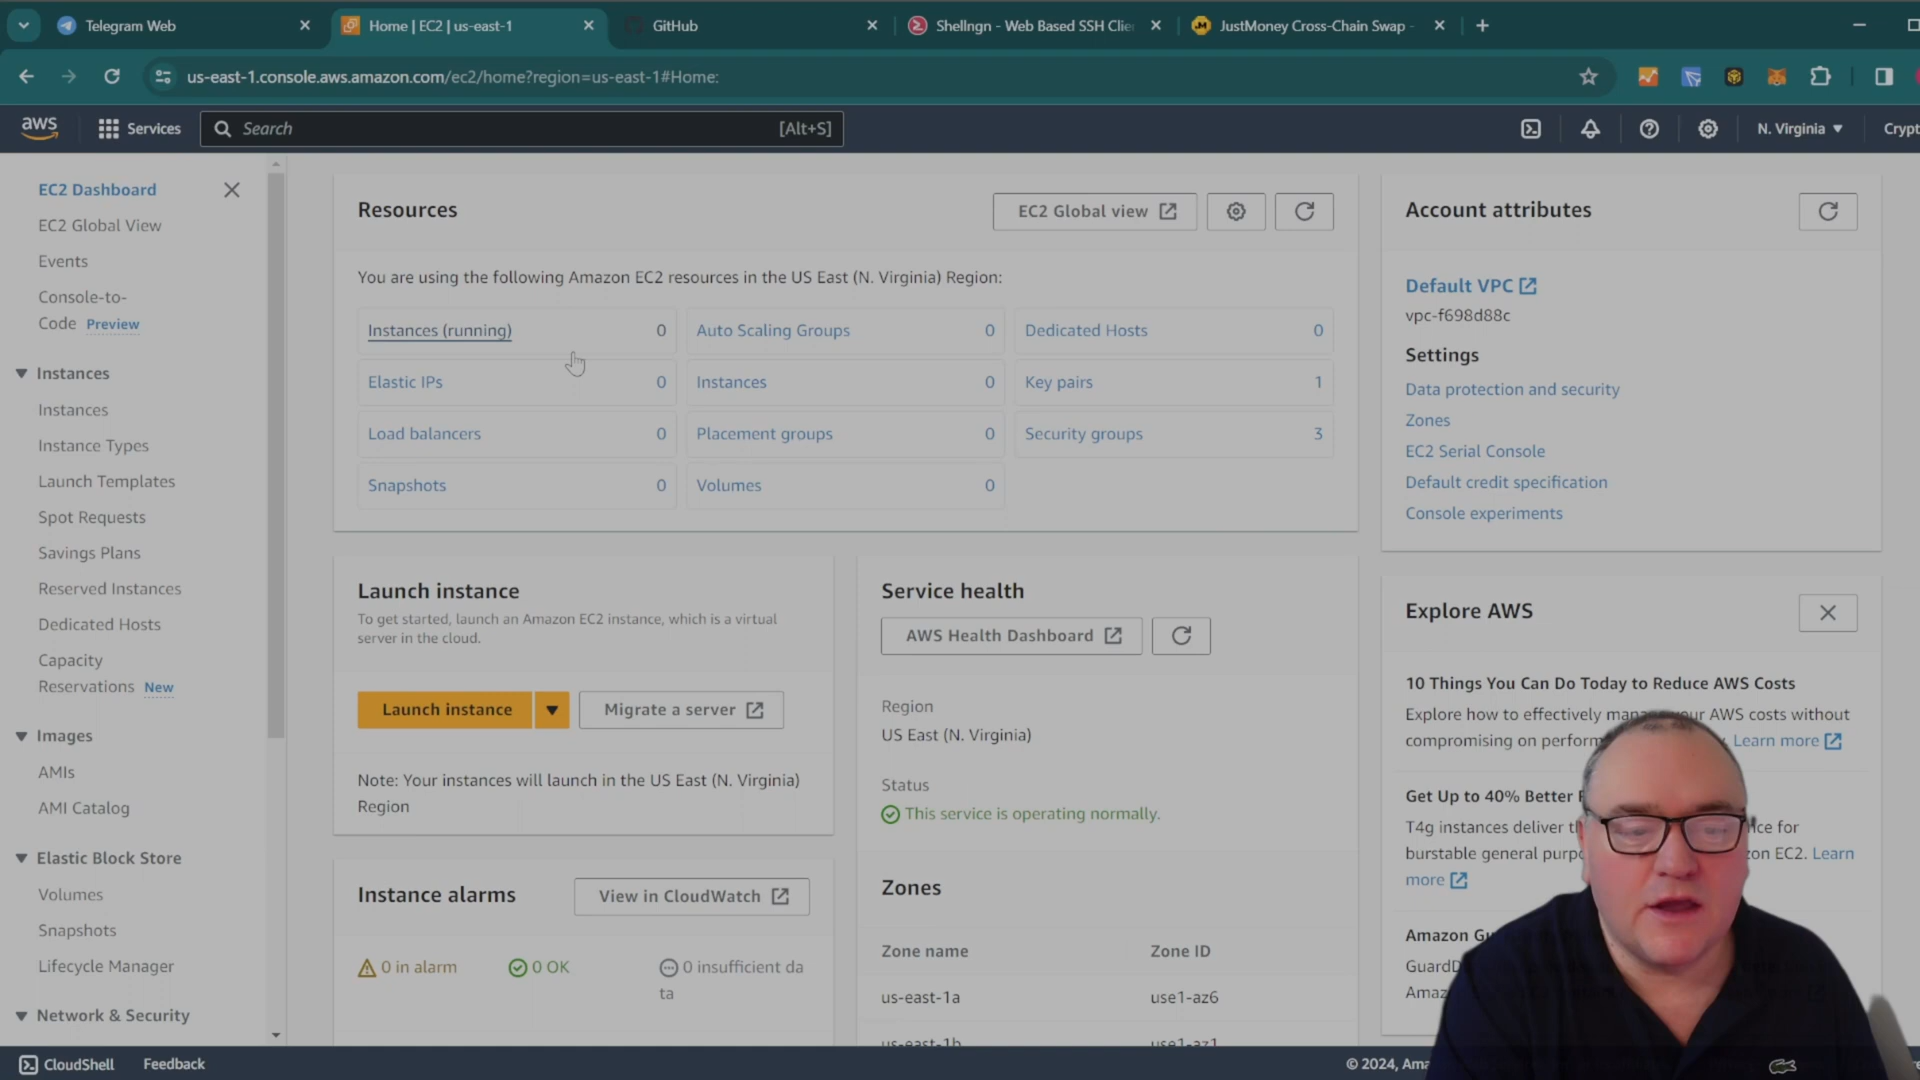 Telegram Web
Home | EC2 | us-east-1
GitHub
Shellngn - Web Based SSH Clie
JustMoney Cross-Chain Swap -
us-east-1.console.aws.amazon.com/ec2/home?region=us-east-1#Home:
aws
Services
Search
[Alt+S]
N. Virginia
Crypt
EC2 Dashboard
EC2 Global View
Events
Console-to-
Code Preview
Instances
Instances
Instance Types
Launch Templates
Spot Requests
Savings Plans
Reserved Instances
Dedicated Hosts
Capacity
Reservations New
Images
AMIs
AMI Catalog
Elastic Block Store
Volumes
Snapshots
Lifecycle Manager
Network & Security
Resources
EC2 Global view
You are using the following Amazon EC2 resources in the US East (N. Virginia) Region:
Instances (running) 0
Auto Scaling Groups 0
Dedicated Hosts 0
Elastic IPs 0
Instances 0
Key pairs 1
Load balancers 0
Placement groups 0
Security groups 3
Snapshots 0
Volumes 0
Launch instance
To get started, launch an Amazon EC2 instance, which is a virtual
server in the cloud.
Launch instance
Migrate a server
Note: Your instances will launch in the US East (N. Virginia)
Region
Instance alarms
View in CloudWatch
0 in alarm
0 OK
0 insufficient da
ta
Service health
AWS Health Dashboard
Region
US East (N. Virginia)
Status
This service is operating normally.
Zones
Zone name
Zone ID
us-east-1a
use1-az6
us-east-1b
use1-az1
Account attributes
Default VPC
vpc-f698d88c
Settings
Data protection and security
Zones
EC2 Serial Console
Default credit specification
Console experiments
Explore AWS
10 Things You Can Do Today to Reduce AWS Costs
Explore how to effectively manage your AWS costs without
compromising on perform Learn more
Get Up to 40% Better
T4g instances deliver ce for
burstable general purpo zon EC2. Learn
more
Amazon Gu
GuardD
Amaz
CloudShell
Feedback
© 2024, Ama